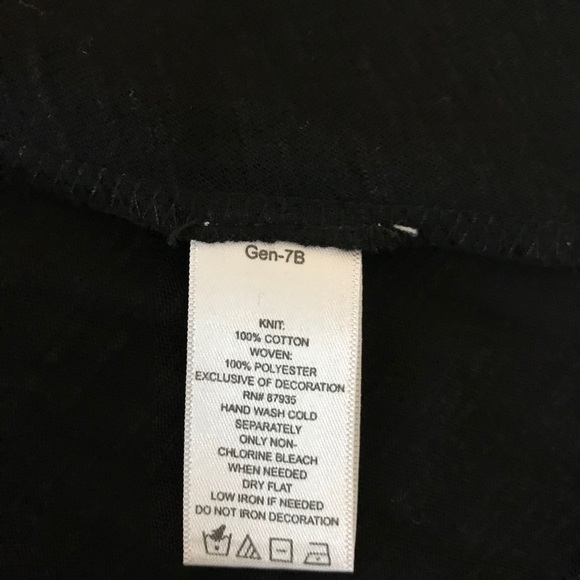 Gen-7B
KNIT:
100% COTTON
WOVEN:
100% POLYESTER
EXCLUSIVE OF DECORATION
RN# 87935
HAND WASH COLD
SEPARATELY
ONLY NON-
CHLORINE BLEACH
WHEN NEEDED
DRY FLAT
LOW IRON IF NEEDED
DO NOT IRON DECORATION